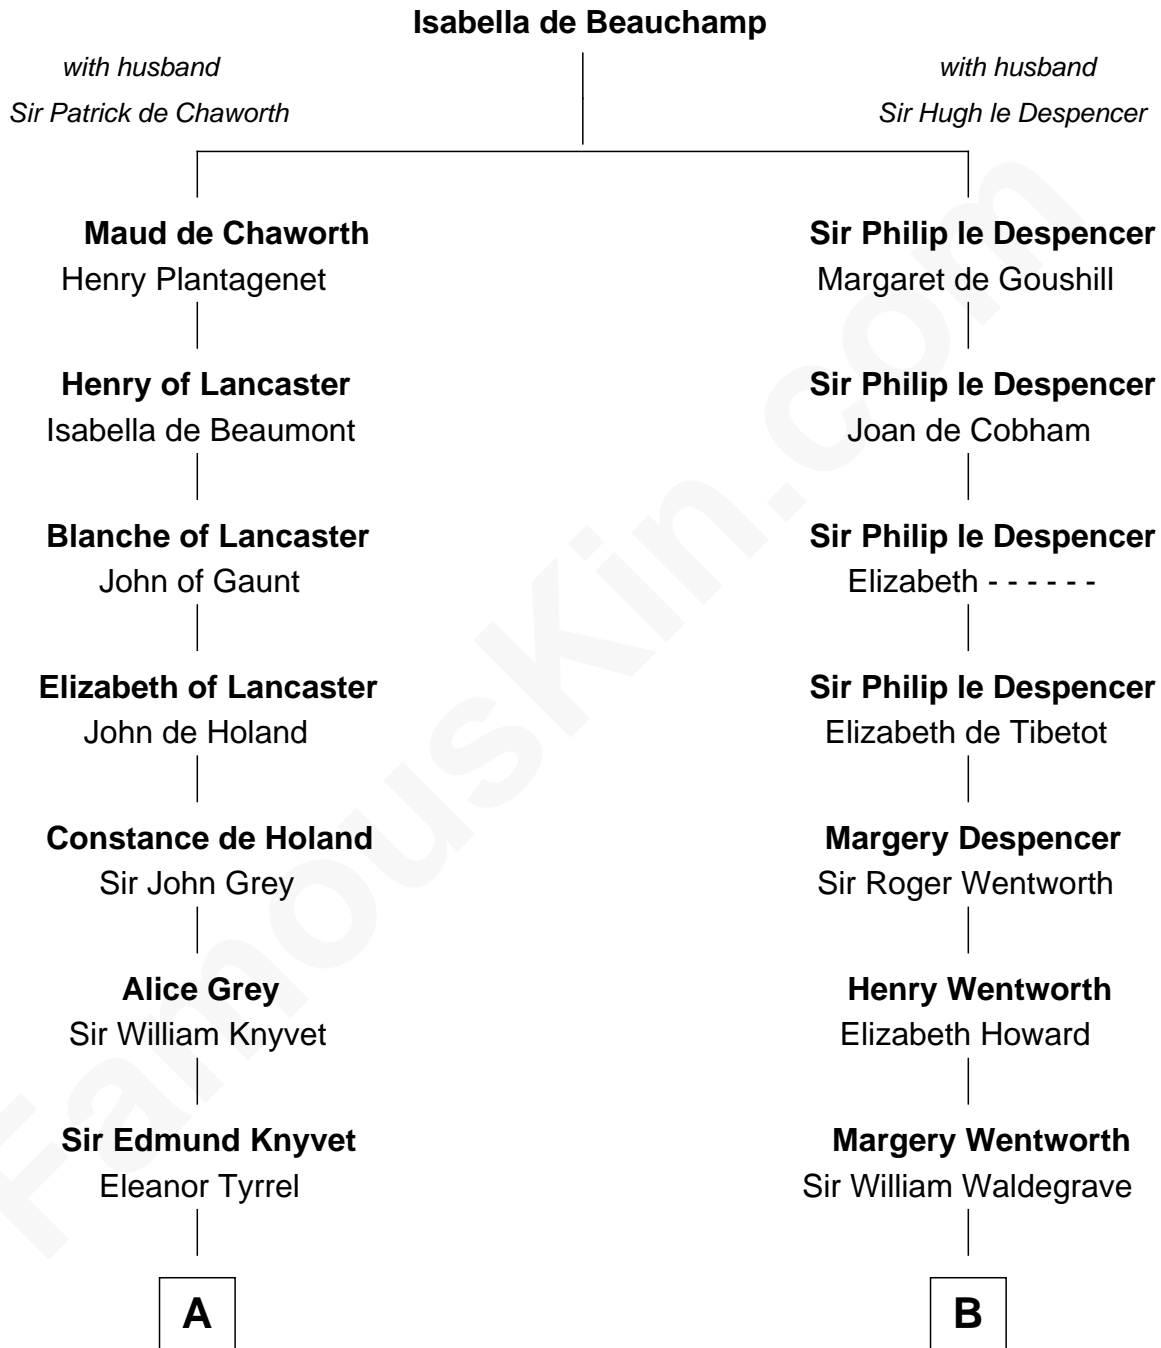 Isabella de Beauchamp
with husband
Sir Patrick de Chaworth
with husband
Sir Hugh le Despencer
Maud de Chaworth
Henry Plantagenet
Sir Philip le Despencer
Margaret de Goushill
Henry of Lancaster
Isabella de Beaumont
Sir Philip le Despencer
Joan de Cobham
Blanche of Lancaster
John of Gaunt
Sir Philip le Despencer
Elizabeth - - - - - -
Elizabeth of Lancaster
John de Holand
Sir Philip le Despencer
Elizabeth de Tibetot
Constance de Holand
Sir John Grey
Margery Despencer
Sir Roger Wentworth
Alice Grey
Sir William Knyvet
Henry Wentworth
Elizabeth Howard
Sir Edmund Knyvet
Eleanor Tyrrel
Margery Wentworth
Sir William Waldegrave
A
B
FamousKin.com